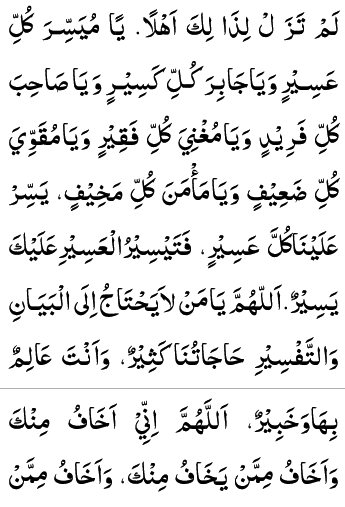 لَمْ تَزَ لْ لِذَا لِكَ اَهْلًا. يَا مُيَسِّرَ كُلِّ
عَسِيْرٍ وَيَاجَابِرَ كُلِّ كَسِيْرٍ وَيَاصَاحِبَ
كُلِّ فَرِيْدٍ وَيَامُغْنِيَ كُلِّ فَقِيْرٍ وَيَامُقَوِّيَ
كُلِّ ضَعِيْفٍ وَيَامَأْمَنَ كُلِّ مَخِيْفٍ، يَسِّرْ
عَلَيْنَاكُلَّ عَسِيْرٍ، فَتَيْسِيْرُالْعَسِيْرِعَلَيْكَ
يَسِيْرٌ.اَللّٰهُمَّ يَامَنْ لاَيَحْتَاجُ اِلَى الْبَيَانِ
وَالتَّفْسِيْرِ حَاجَاتُنَاكَثِيْرٌ، وَاَنْتَ عَالِمٌ
بِهَاوَخَبِيْرٌ، اَللّٰهُمَّ اِنِّيْ اَخَافُ مِنْكَ
وَاَخَافُ مِمَّنْ يَخَافُ مِنْكَ، وَاَخَافُ مِمَّنْ